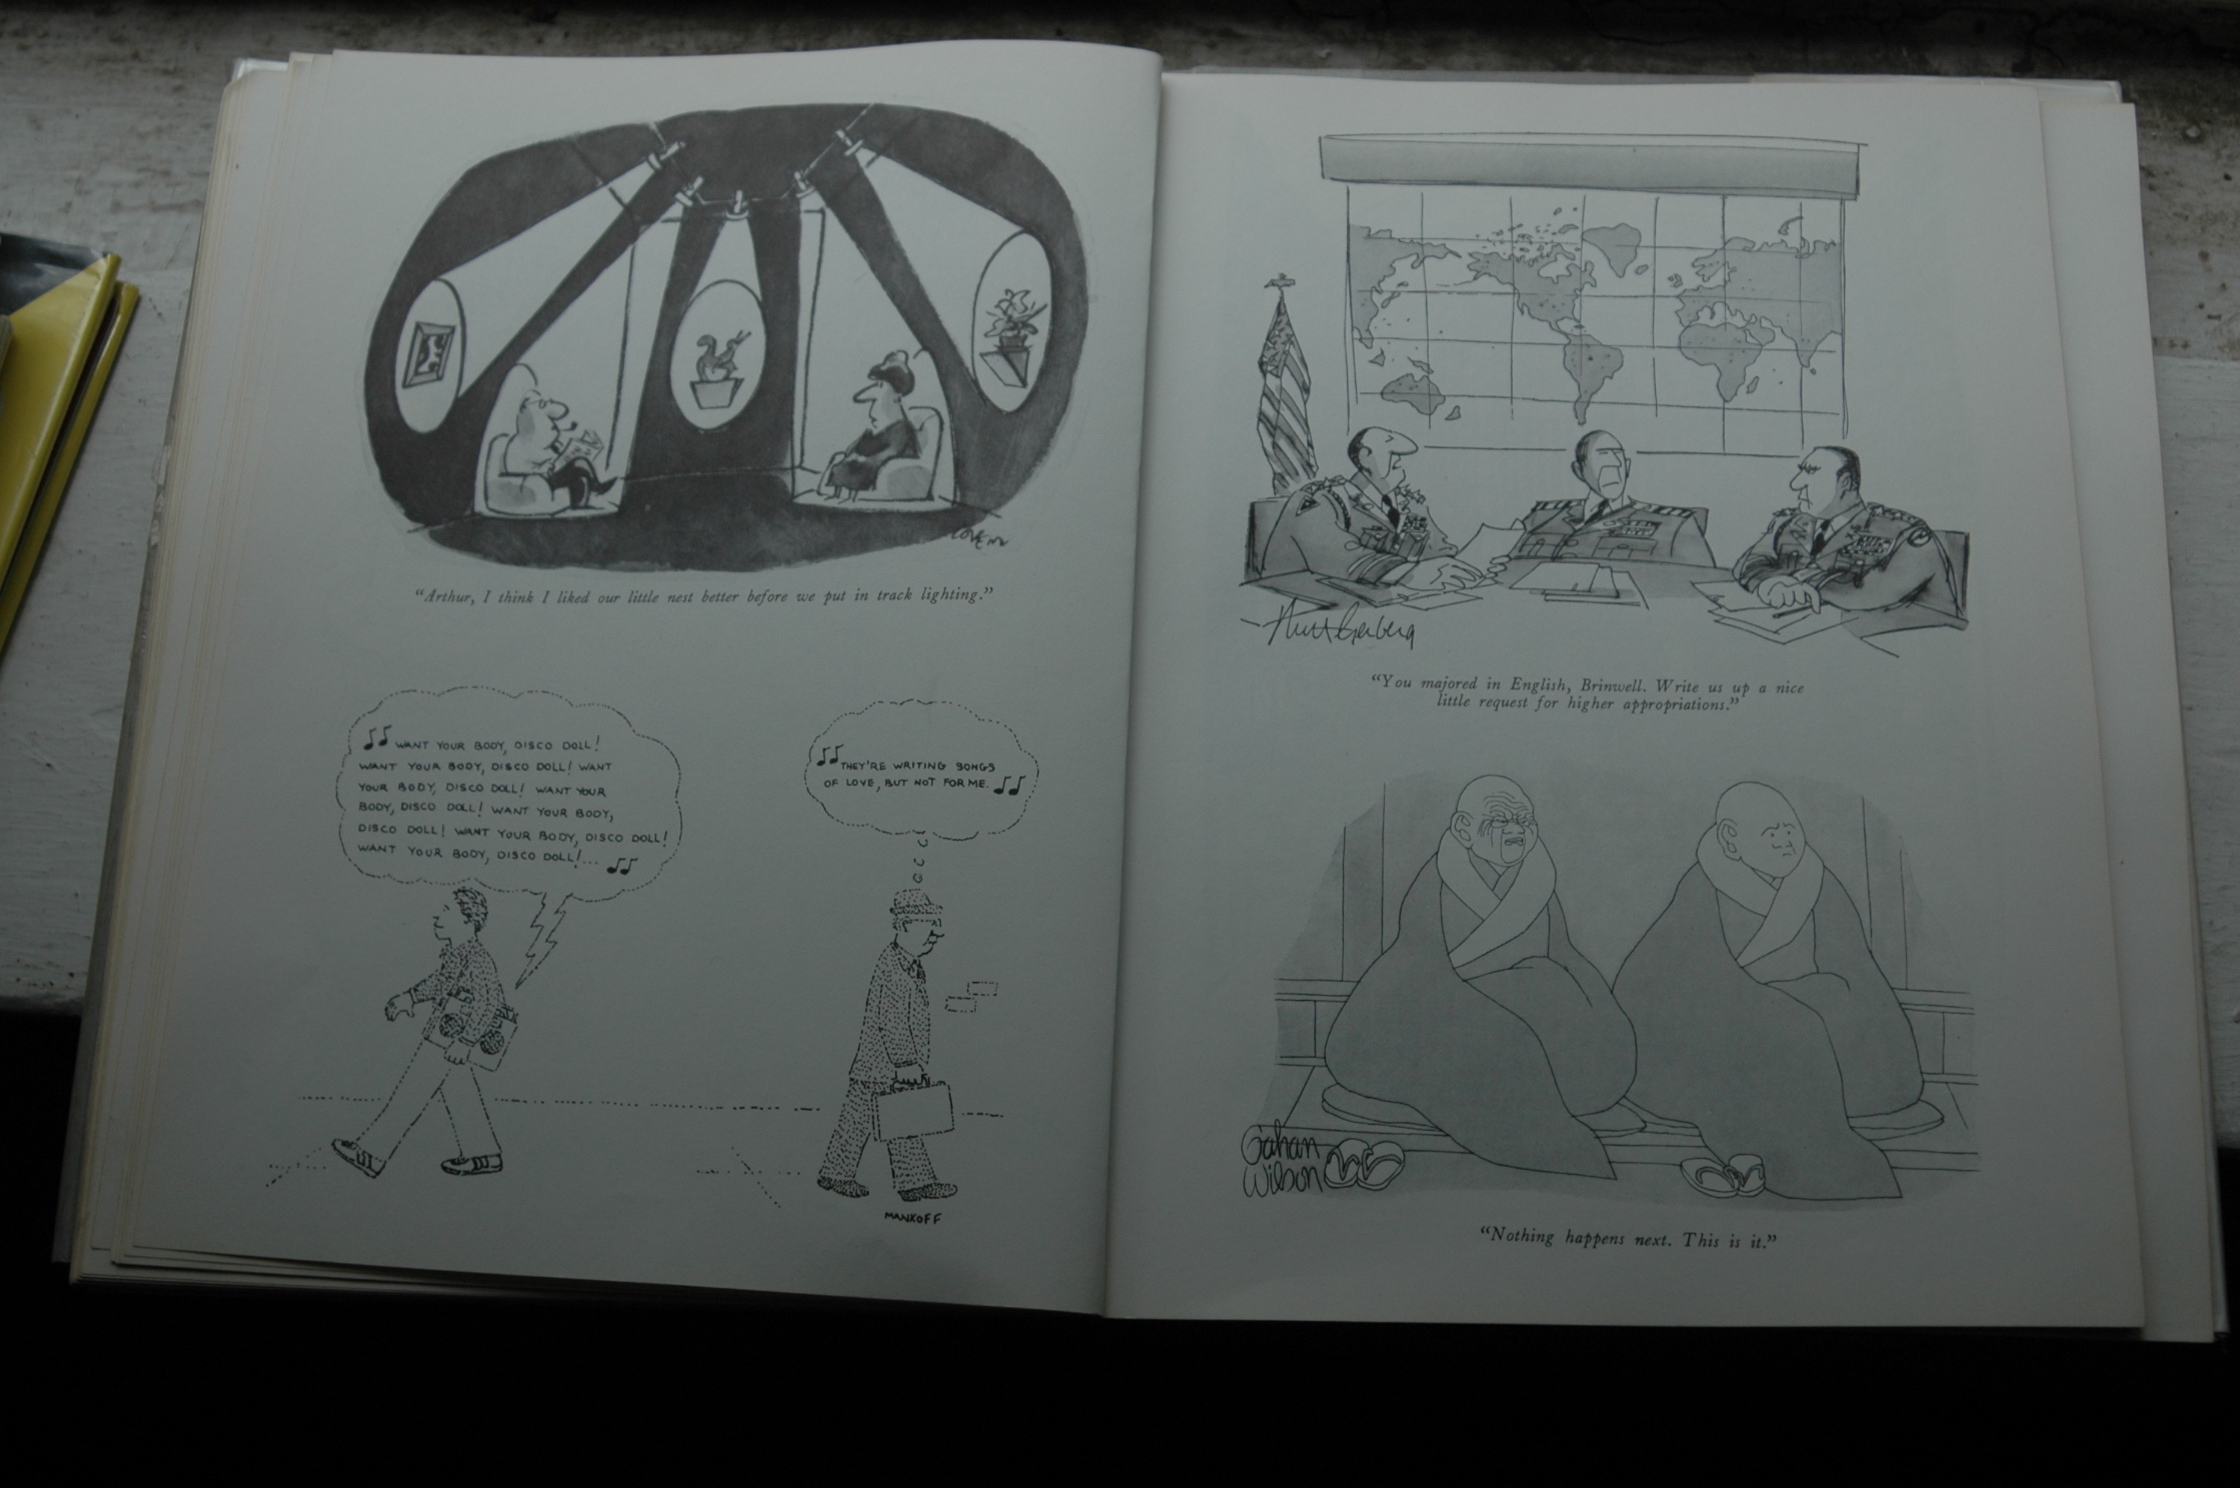 Lorenz
"Arthur, I think I liked our little nest better before we put in track lighting."
WANT YOUR BODY, DISCO DOLL!
WANT YOUR BODY, DISCO DOLL! WANT
YOUR BODY, DISCO DOLL! WANT YOUR
BODY, DISCO DOLL! WANT YOUR BODY,
DISCO DOLL! WANT YOUR BODY, DISCO DOLL!
WANT YOUR BODY, DISCO DOLL!...
THEY'RE WRITING SONGS
OF LOVE, BUT NOT FOR ME.
MANKOFF
Mort Gerberg
"You majored in English, Brinwell. Write us up a nice
little request for higher appropriations."
Gahan
Wilson
"Nothing happens next. This is it."